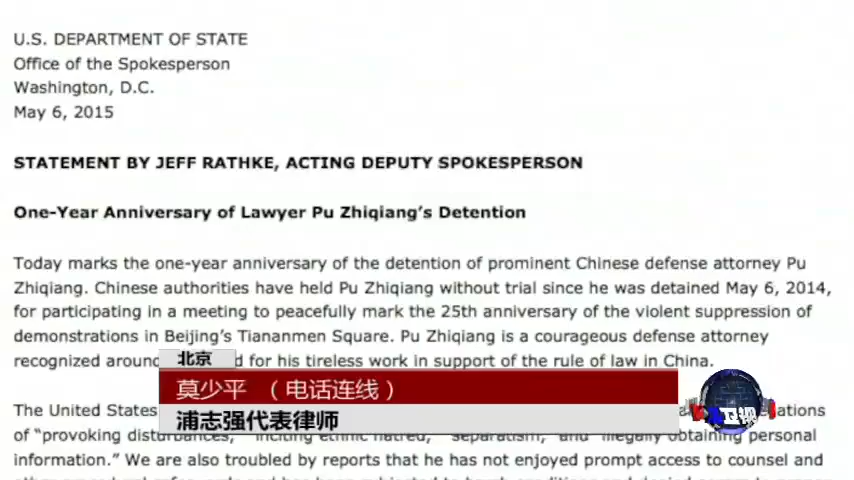 U.S. DEPARTMENT OF STATE
Office of the Spokesperson
Washington, D.C.
May 6, 2015
STATEMENT BY JEFF RATHKE, ACTING DEPUTY SPOKESPERSON
One-Year Anniversary of Lawyer Pu Zhiqiang's Detention
Today marks the one-year anniversary of the detention of prominent Chinese defense attorney Pu
Zhiqiang. Chinese authorities have held Pu Zhiqiang without trial since he was detained May 6, 2014,
for participating in a meeting to peacefully mark the 25th anniversary of the violent suppression of
demonstrations in Beijing's Tiananmen Square. Pu Zhiqiang is a courageous defense attorney
recognized for his tireless work in support of the rule of law in China.
北京
莫少平 （电话连线）
浦志强代表律师
The United States
of “provoking disturbances,” “inciting ethnic hatred,” “separatism,” and “illegally obtaining personal
information.” We are also troubled by reports that he has not enjoyed prompt access to counsel and